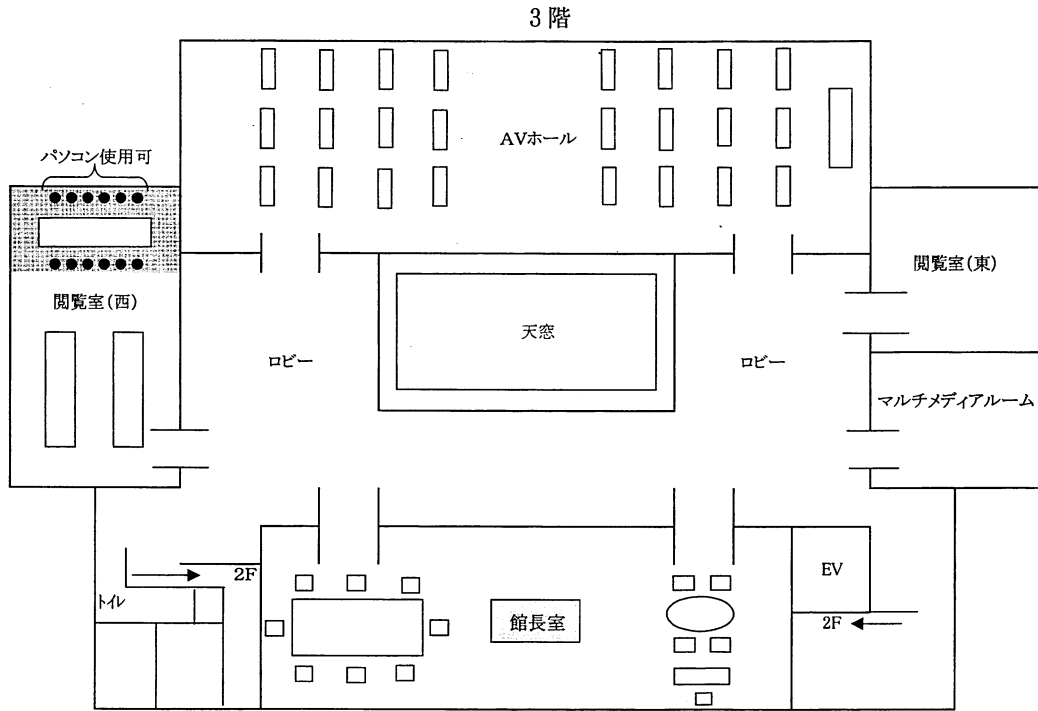 3階
AVホール
パソコン使用可
閲覧室(東)
閲覧室(西)
天窓
ロビー
ロビー
マルチメディアルーム
2F
EV
トイレ
館長室
2F